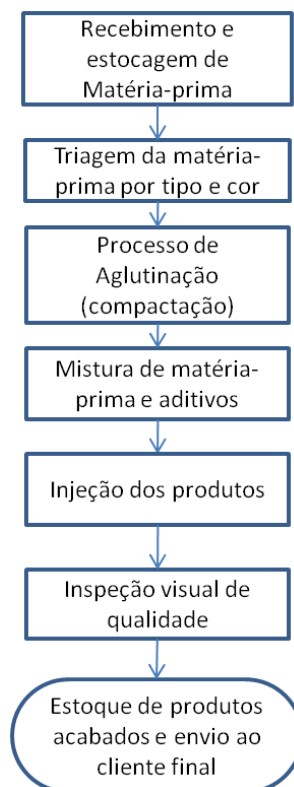 Recebimento e
estocagem de
Matéria-prima
Triagem da matéria-
prima por tipo e cor
Processo de
Aglutinação
(compactação)
Mistura de matéria-
prima e aditivos
Injeção dos produtos
Inspeção visual de
qualidade
Estoque de produtos
acabados e envio ao
cliente final